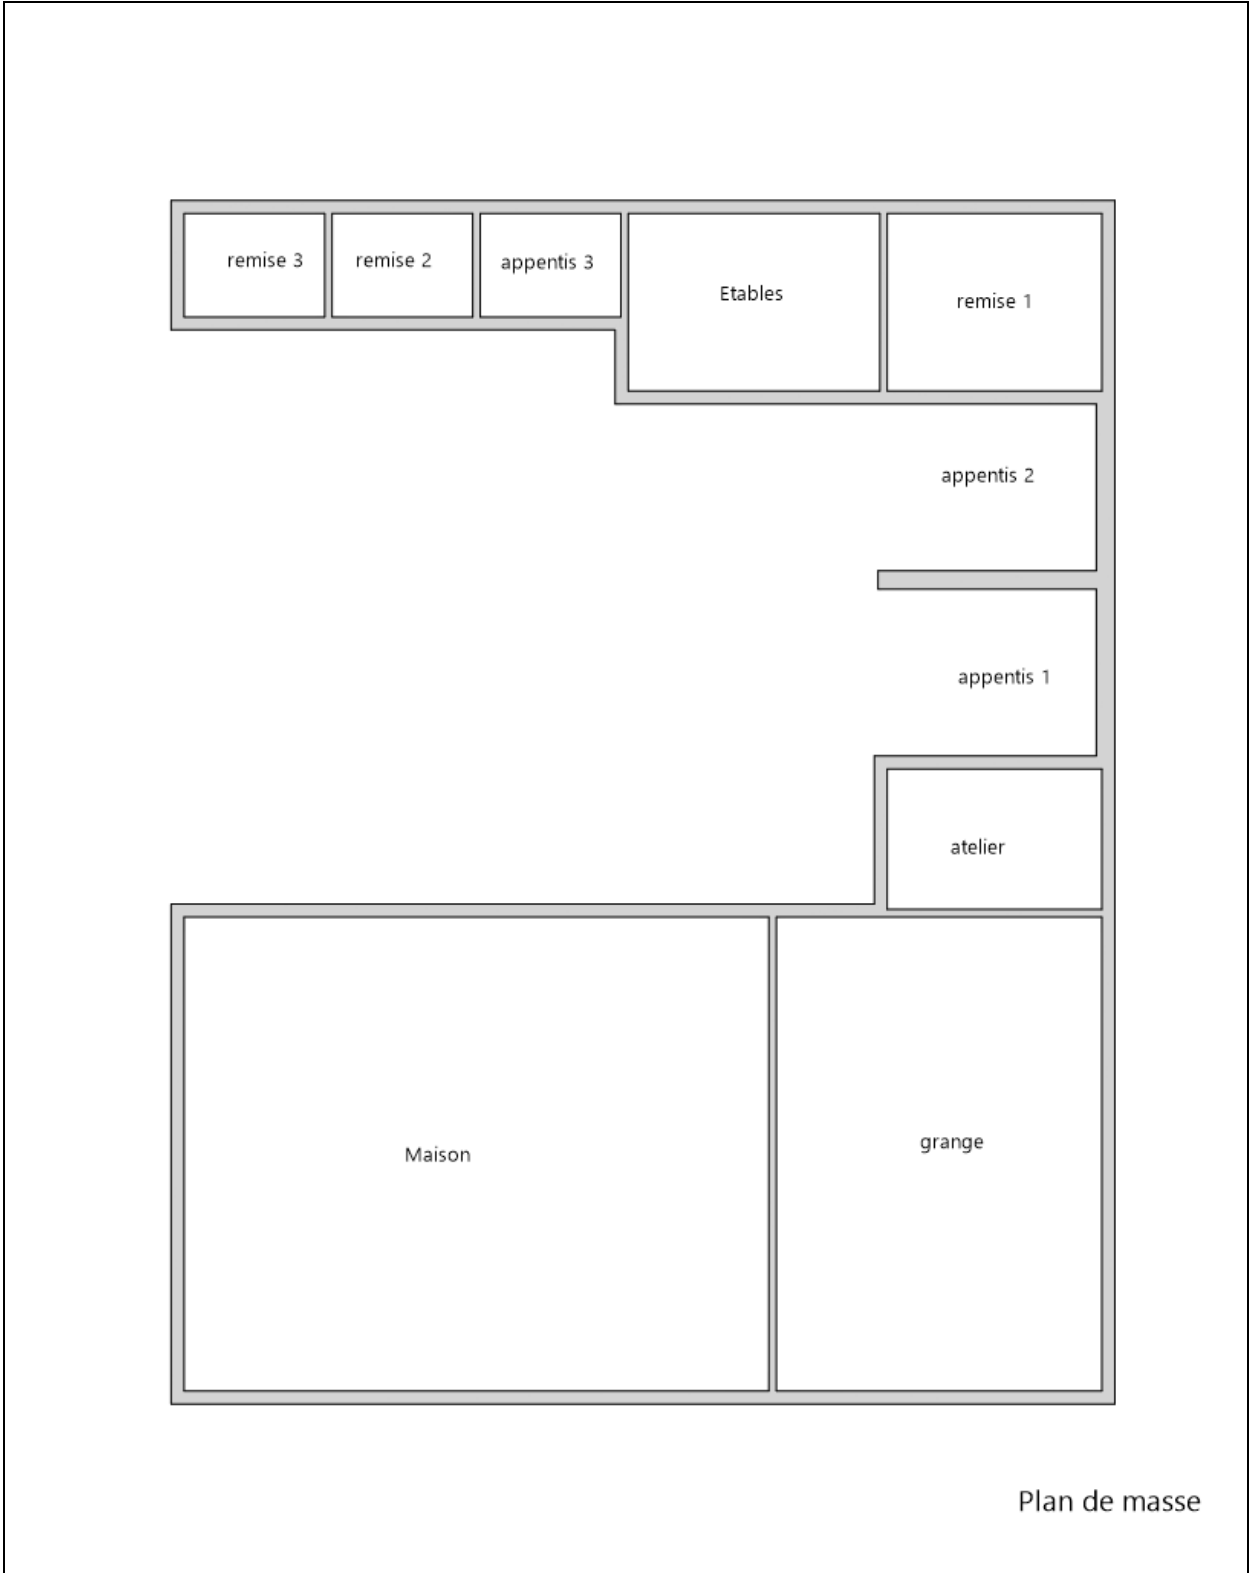 remise 3
remise 2
appentis 3
Etables
remise 1
appentis 2
appentis 1
atelier
Maison
grange
Plan de masse